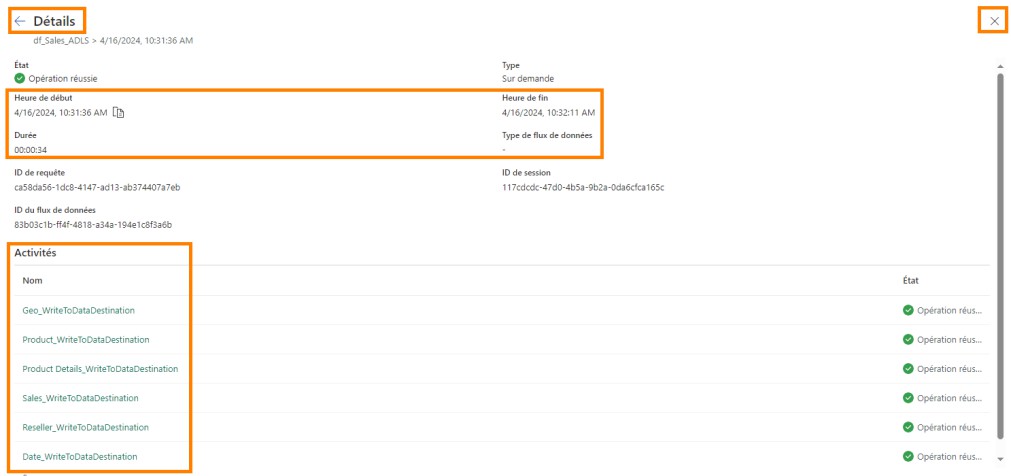 Détails
df_Sales_ADLS > 4/16/2024, 10:31:36 AM
État
Type
Opération réussie
Sur demande
Heure de début
Heure de fin
4/16/2024, 10:31:36 AM
4/16/2024, 10:32:11 AM
Durée
Type de flux de données
00:00:34
-
ID de requête
ID de session
ca58da56-1dc8-4147-ad13-ab374407a7eb
117cdcdc-47d0-4b5a-9b2a-0da6cfca165c
ID du flux de données
83b03c1b-ff4f-4818-a34a-194e1c8f3a6b
Activités
Nom
État
Geo_WriteToDataDestination
Opération réus...
Product_WriteToDataDestination
Opération réus...
Product Details_WriteToDataDestination
Opération réus...
Sales_WriteToDataDestination
Opération réus...
Reseller_WriteToDataDestination
Opération réus...
Date_WriteToDataDestination
Opération réus...